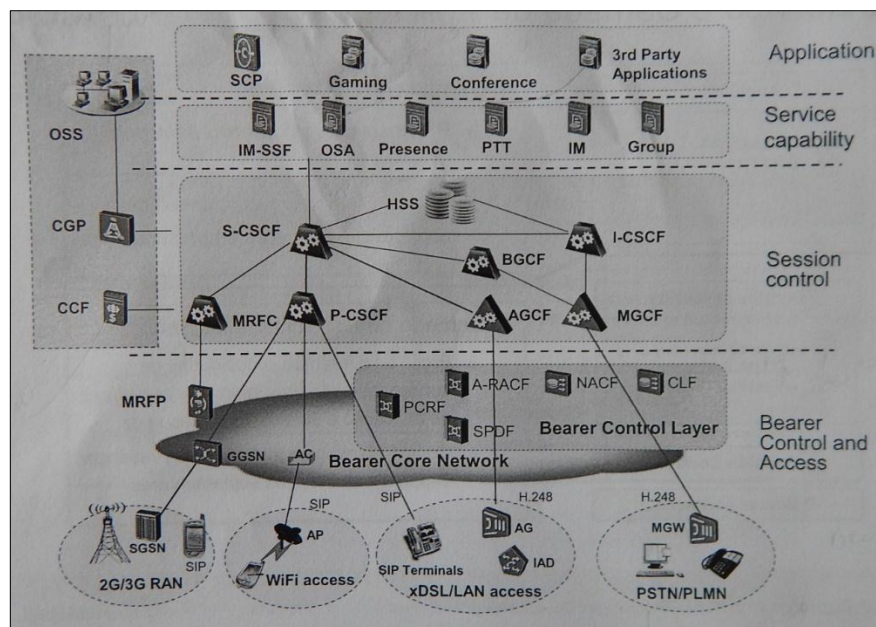 SCP
Gaming
Conference
3rd Party
Applications
Application
OSS
IM-SSF
OSA
Presence
PTT
IM
Group
Service
capability
HSS
S-CSCF
I-CSCF
BGCF
CGP
Session
control
CCF
MRFC
P-CSCF
AGCF
MGCF
MRFP
A-RACF
NACF
CLF
PCRF
SPDF
Bearer Control Layer
Bearer
Control and
Access
GGSN
AC
Bearer Core Network
SIP
SIP
H.248
H.248
SGSN
SIP
AP
AG
MGW
SIP Terminals
IAD
2G/3G RAN
WiFi access
xDSL/LAN access
PSTN/PLMN